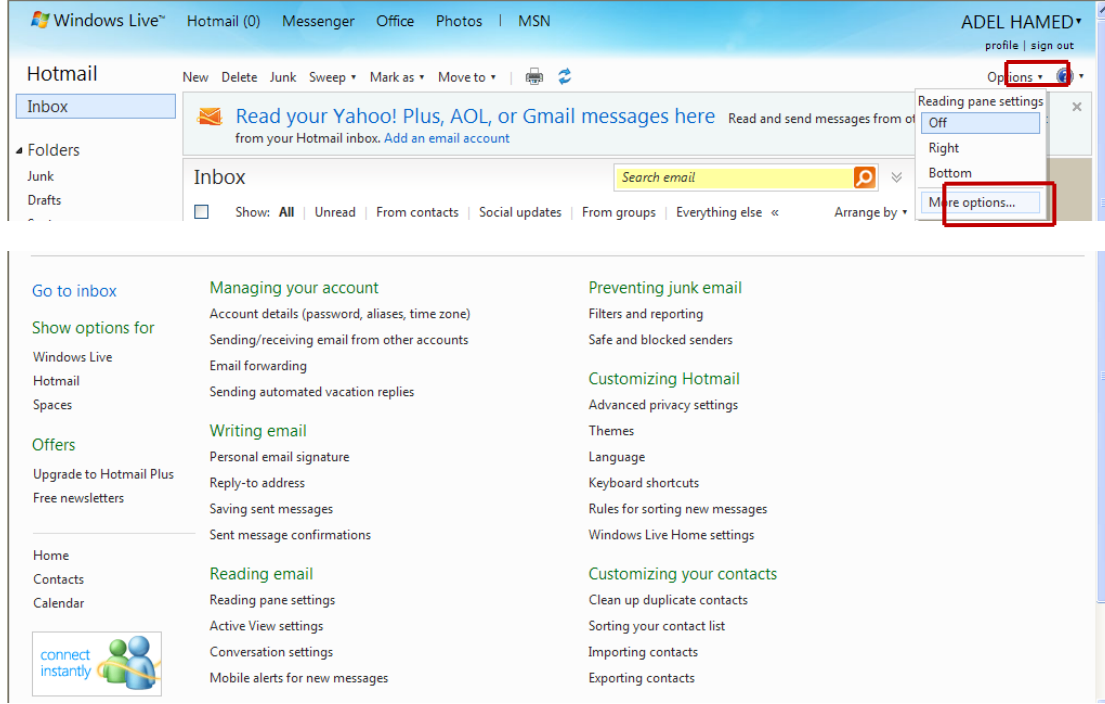 Windows Live™ Hotmail (0) Messenger Office Photos | MSN ADEL HAMED
profile | sign out
Hotmail New Delete Junk Sweep Mark as Move to | Options
Inbox
Folders
Junk
Drafts
Read your Yahoo! Plus, AOL, or Gmail messages here Read and send messages from
from your Hotmail inbox. Add an email account
Inbox Search email
Show: All | Unread | From contacts | Social updates | From groups | Everything else « Arrange by
Reading pane settings
Off
Right
Bottom
More options...
Go to inbox
Show options for
Windows Live
Hotmail
Spaces
Offers
Upgrade to Hotmail Plus
Free newsletters
Home
Contacts
Calendar
connect
instantly
Managing your account
Account details (password, aliases, time zone)
Sending/receiving email from other accounts
Email forwarding
Sending automated vacation replies
Writing email
Personal email signature
Reply-to address
Saving sent messages
Sent message confirmations
Reading email
Reading pane settings
Active View settings
Conversation settings
Mobile alerts for new messages
Preventing junk email
Filters and reporting
Safe and blocked senders
Customizing Hotmail
Advanced privacy settings
Themes
Language
Keyboard shortcuts
Rules for sorting new messages
Windows Live Home settings
Customizing your contacts
Clean up duplicate contacts
Sorting your contact list
Importing contacts
Exporting contacts